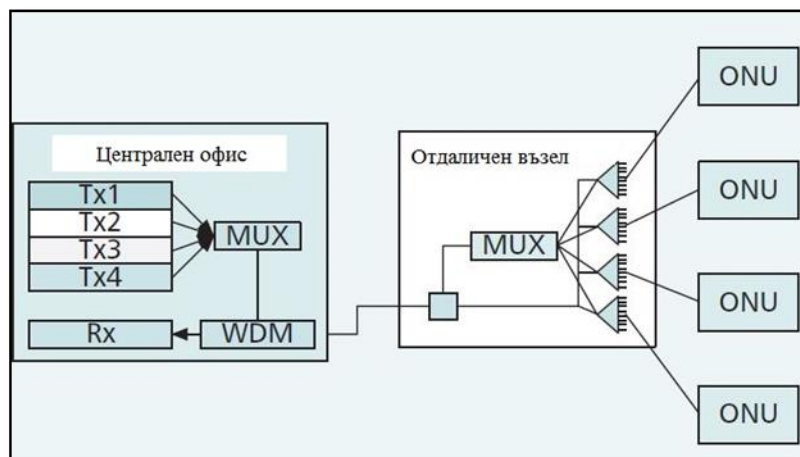 Централен офис
Tx1
Tx2
Tx3
Tx4
MUX
Rx
WDM
Отдалечен възел
MUX
ONU
ONU
ONU
ONU